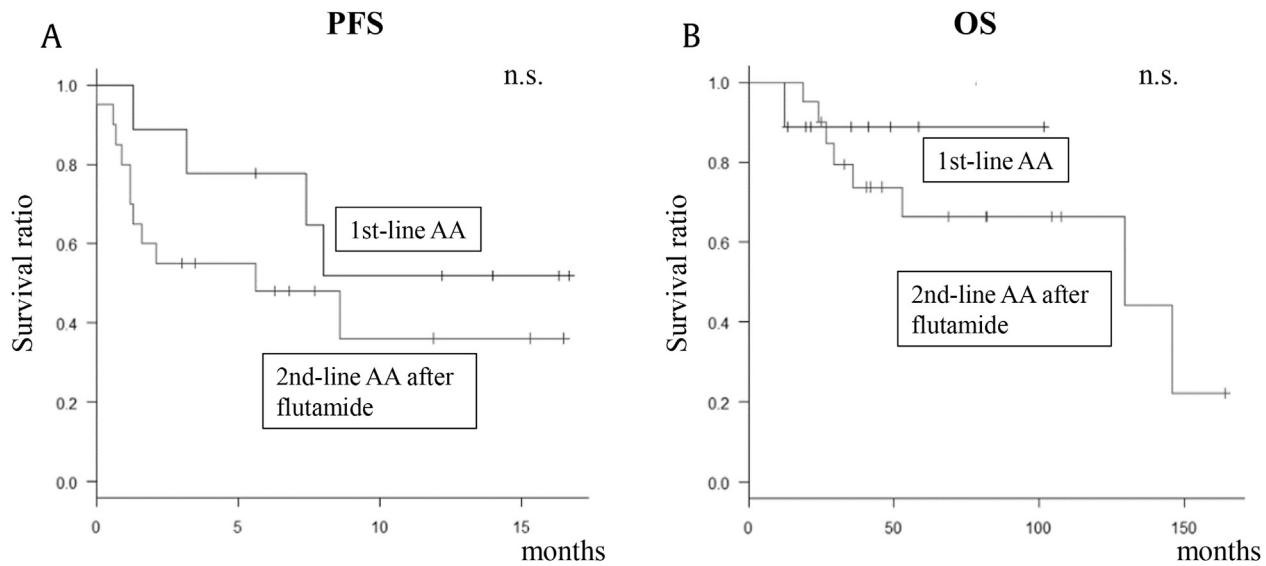 A
PFS
n.s.
1.0
0.8
0.6
0.4
0.2
0.0
Survival ratio
1st-line AA
2nd-line AA after
flutamide
0
5
10
15
months
B
OS
n.s.
1.0
0.8
0.6
0.4
0.2
0.0
Survival ratio
1st-line AA
2nd-line AA after
flutamide
0
50
100
150
months